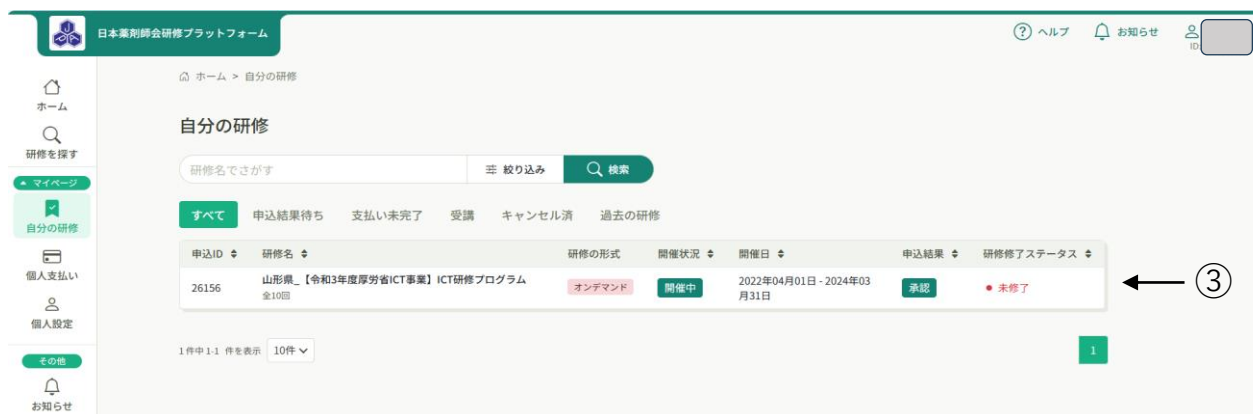 日本薬剤師会研修プラットフォーム
ヘルプ
お知らせ
ID:
ホーム > 自分の研修
ホーム
研修を探す
マイページ
自分の研修
個人支払い
個人設定
その他
お知らせ
自分の研修
研修名でさがす
絞り込み
検索
すべて 申込結果待ち 支払い未完了 受講 キャンセル済 過去の研修
申込ID 研修名 研修の形式 開催状況 開催日 申込結果 研修修了ステータス
26156 山形県_【令和3年度厚労省ICT事業】ICT研修プログラム オンデマンド 開催中 2022年04月01日 - 2024年03 承認 未修了
全10回 月31日
③
1件中 1-1 件を表示 10件
1